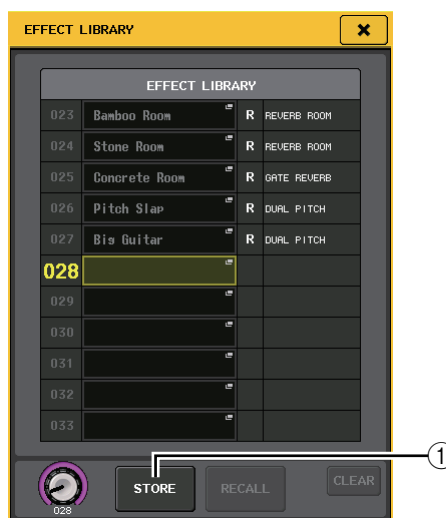 EFFECT LIBRARY
EFFECT LIBRARY
023 Bamboo Room R REVERB ROOM
024 Stone Room R REVERB ROOM
025 Concrete Room R GATE REVERB
026 Pitch Slap R DUAL PITCH
027 Big Guitar R DUAL PITCH
028
029
030
031
032
033
1
STORE RECALL CLEAR
028